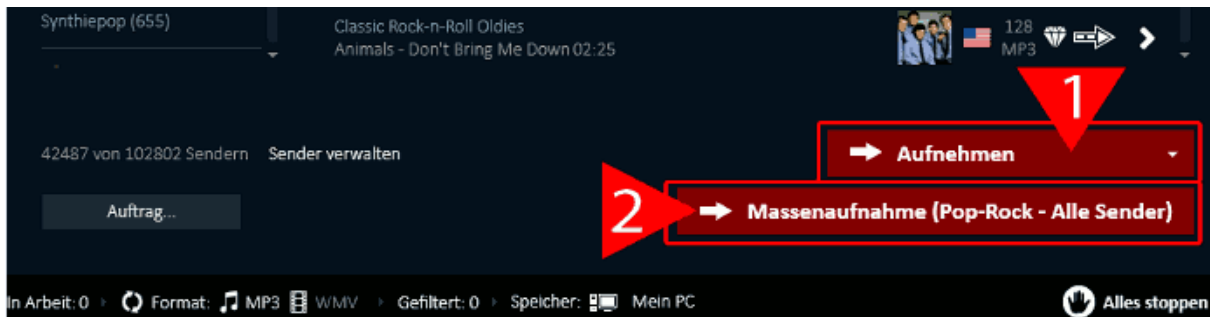 Synthiepop (655)
Classic Rock-n-Roll Oldies
Animals - Don't Bring Me Down 02:25
128
MP3
1
42487 von 102802 Sendern Sender verwalten
Aufnehmen
Auftrag...
2
Massenaufnahme (Pop-Rock - Alle Sender)
In Arbeit: 0 Format: MP3 WMV Gefiltert: 0 Speicher: Mein PC Alles stoppen